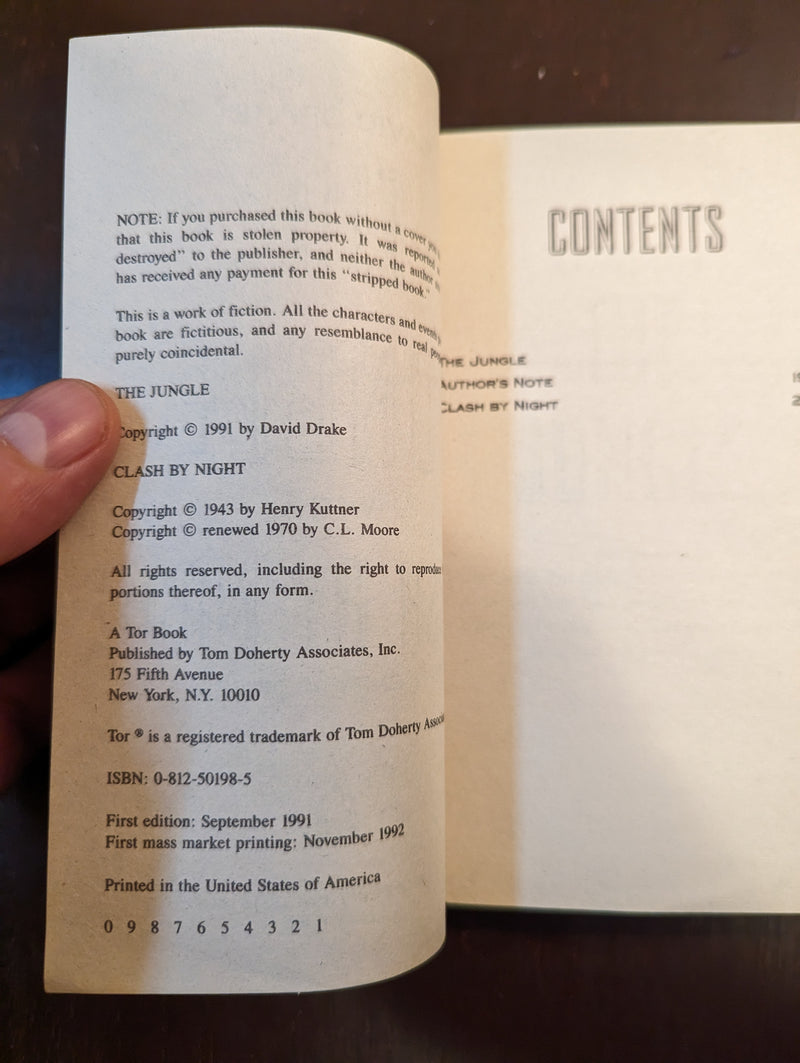 NOTE: If you purchased this book without a cover
that this book is stolen property. It was reported
destroyed" to the publisher, and neither the author
has received any payment for this "stripped book."
This is a work of fiction. All the characters and events
book are fictitious, and any resemblance to real
purely coincidental.
THE JUNGLE
Copyright © 1991 by David Drake
CLASH BY NIGHT
Copyright © 1943 by Henry Kuttner
Copyright © renewed 1970 by C.L. Moore
All rights reserved, including the right to reproduce
portions thereof, in any form.
A Tor Book
Published by Tom Doherty Associates, Inc.
175 Fifth Avenue
New York, N.Y. 10010
Tor ® is a registered trademark of Tom Doherty
ISBN: 0-812-50198-5
First edition: September 1991
First mass market printing: November 1992
Printed in the United States of America
0 9 8 7 6 5 4 3 2 1
CONTENTS
THE JUNGLE
AUTHOR'S NOTE
CLASH BY NIGHT